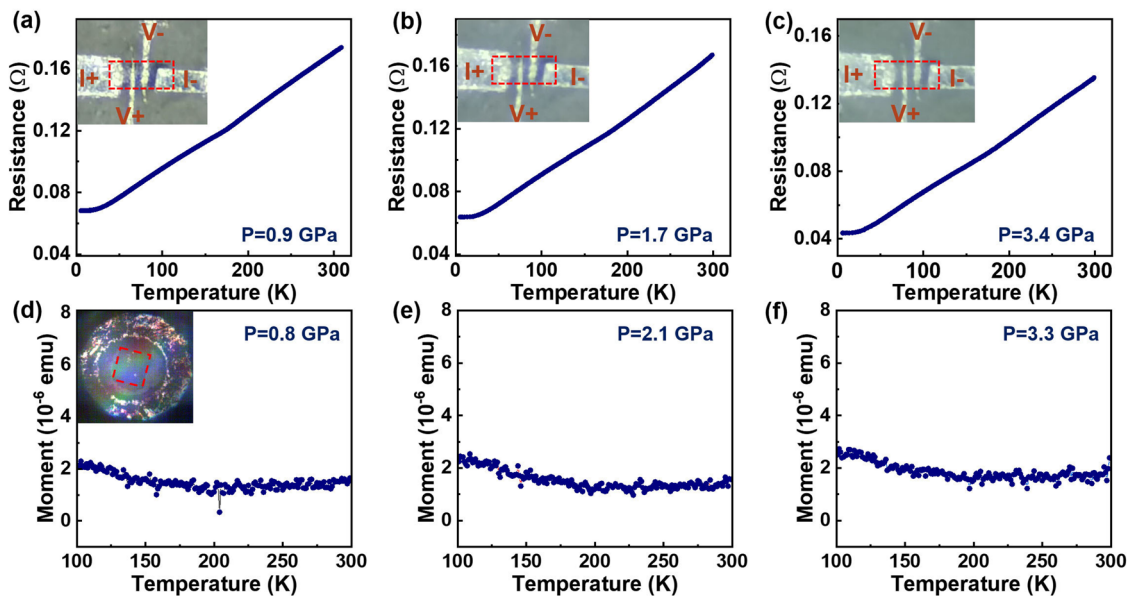 (a)
V-
I+
I-
V+
Resistance (Ω)
0.16
0.12
0.08
0.04
0
100
200
300
Temperature (K)
P=0.9 GPa
(b)
V-
I+
I-
V+
Resistance (Ω)
0.16
0.12
0.08
0.04
0
100
200
300
Temperature (K)
P=1.7 GPa
(c)
V-
I+
I-
V+
Resistance (Ω)
0.16
0.12
0.08
0.04
0
100
200
300
Temperature (K)
P=3.4 GPa
(d)
P=0.8 GPa
Moment (10⁻⁶ emu)
8
6
4
2
0
100
150
200
250
300
Temperature (K)
(e)
P=2.1 GPa
Moment (10⁻⁶ emu)
8
6
4
2
0
100
150
200
250
300
Temperature (K)
(f)
P=3.3 GPa
Moment (10⁻⁶ emu)
8
6
4
2
0
100
150
200
250
300
Temperature (K)